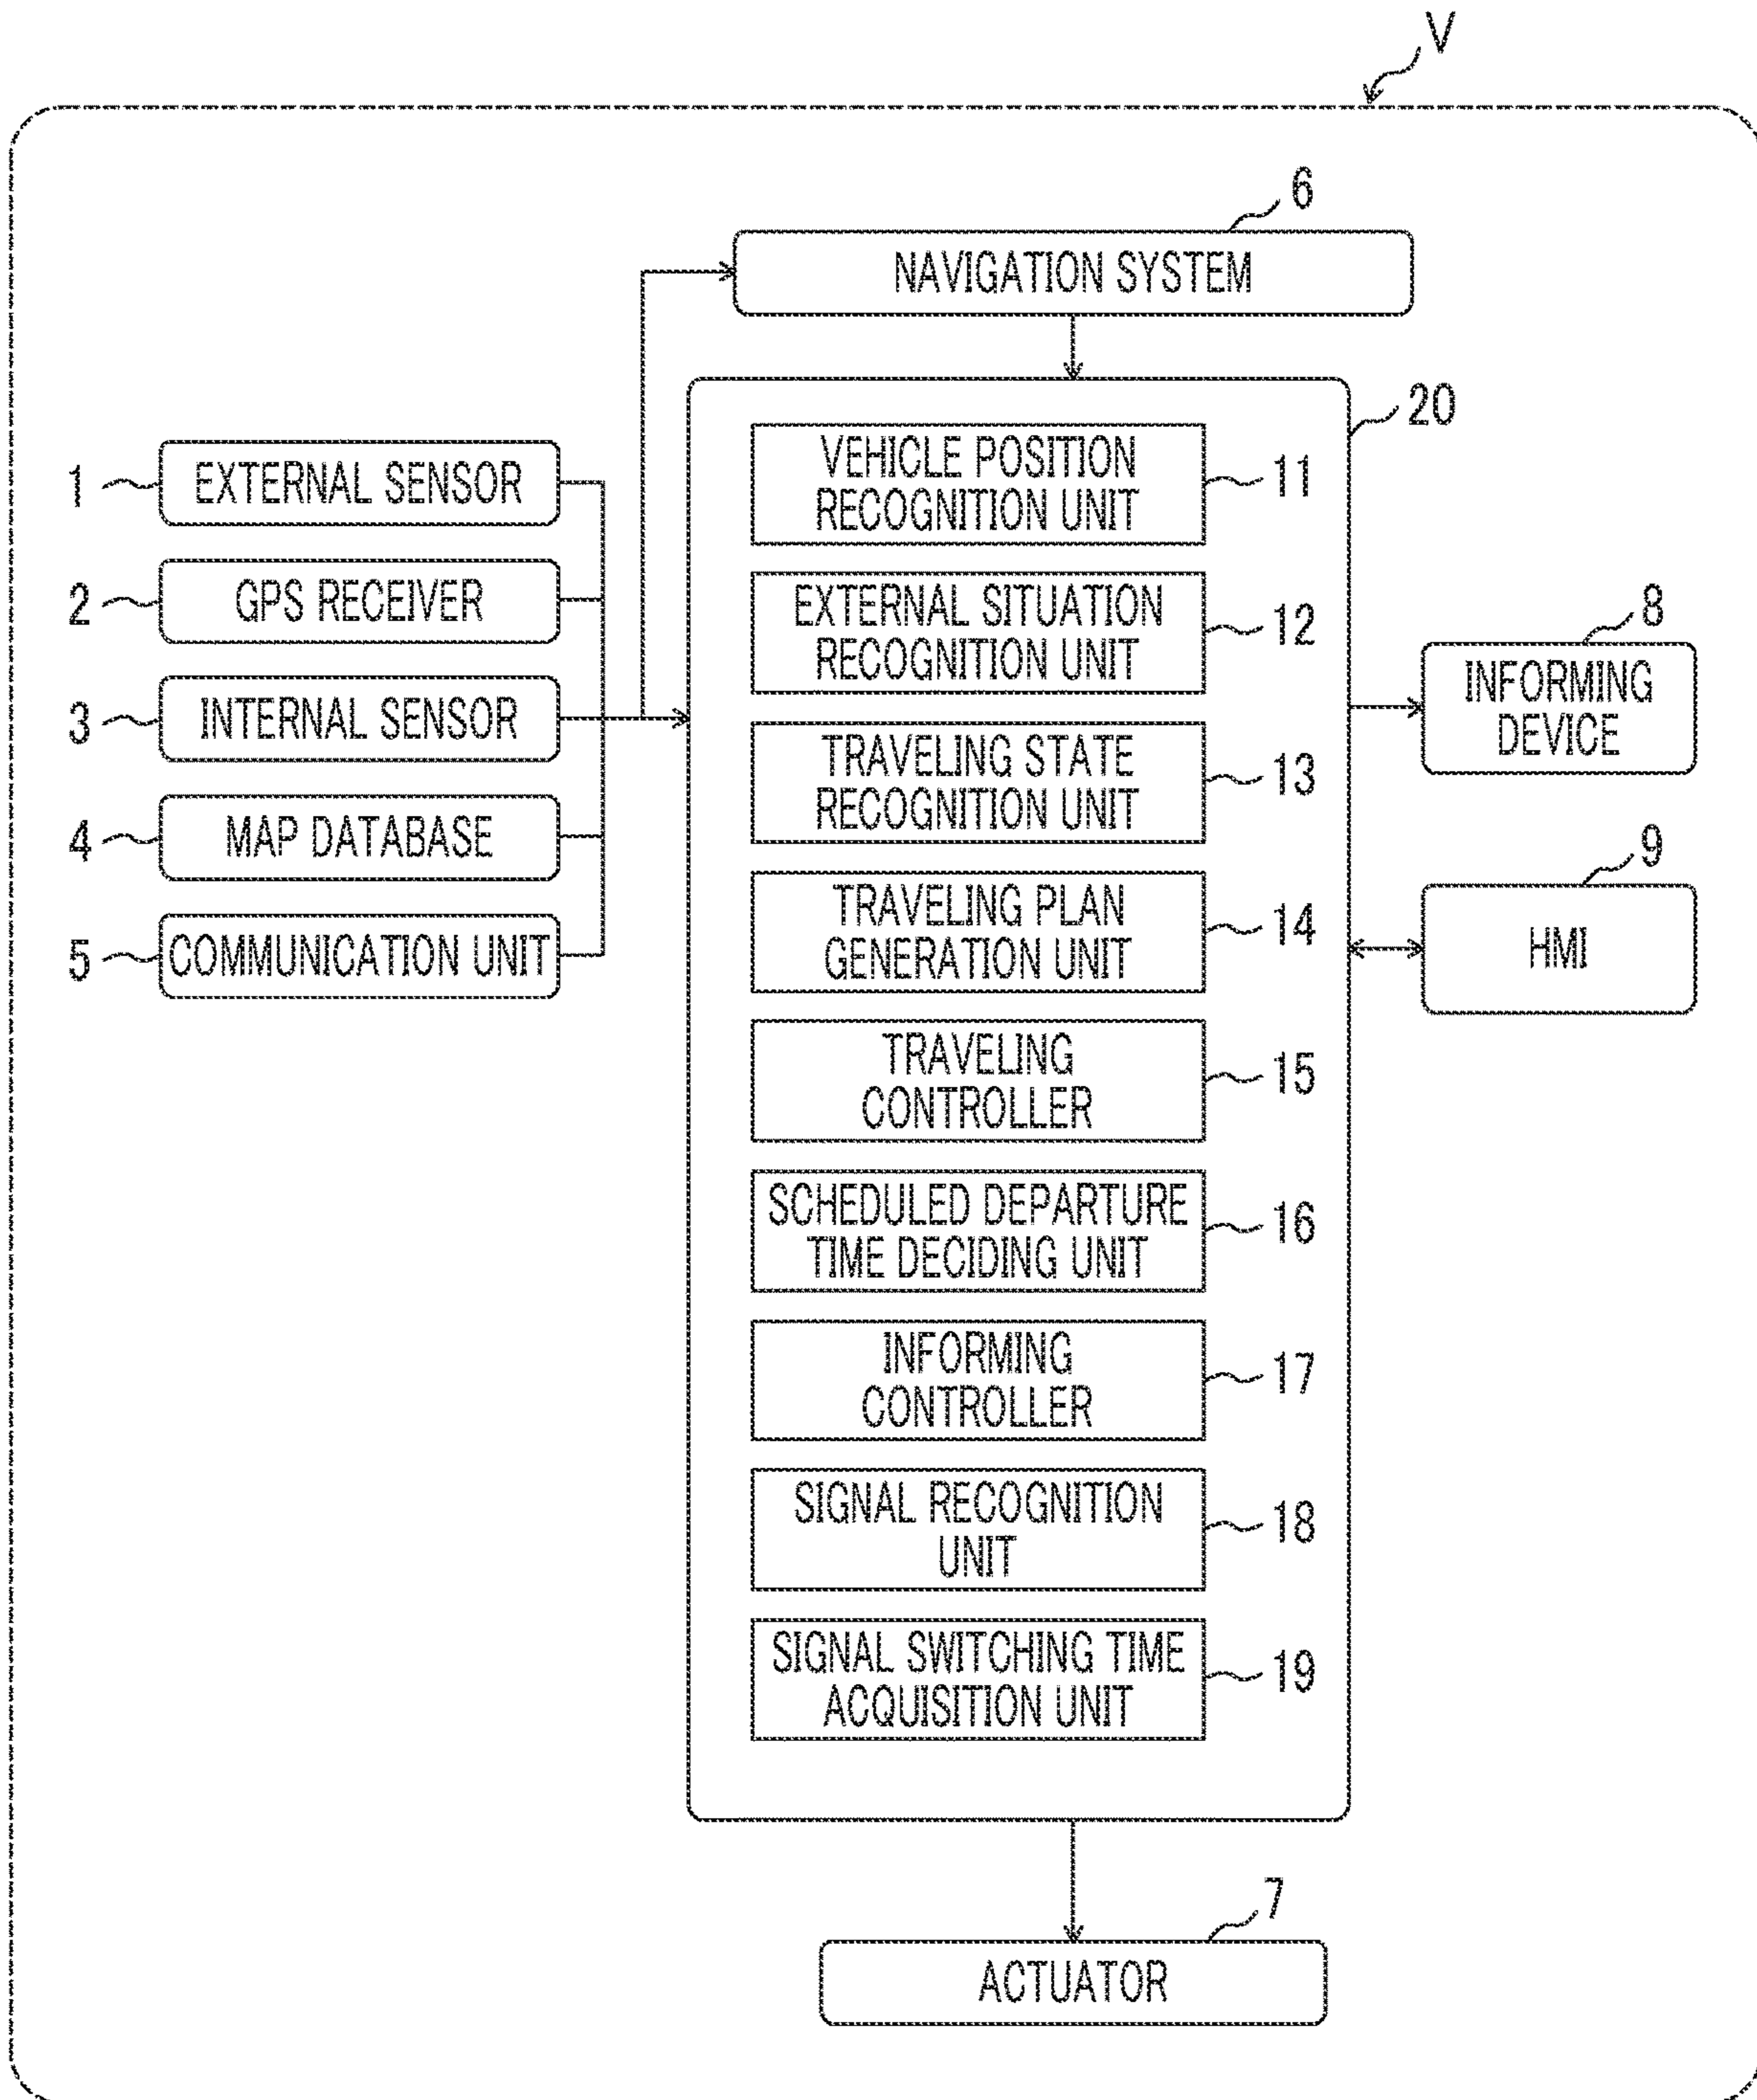 V
6
NAVIGATION SYSTEM
20
1
EXTERNAL SENSOR
2
GPS RECEIVER
3
INTERNAL SENSOR
4
MAP DATABASE
5
COMMUNICATION UNIT
VEHICLE POSITION
RECOGNITION UNIT
11
EXTERNAL SITUATION
RECOGNITION UNIT
12
TRAVELING STATE
RECOGNITION UNIT
13
TRAVELING PLAN
GENERATION UNIT
14
TRAVELING
CONTROLLER
15
SCHEDULED DEPARTURE
TIME DECIDING UNIT
16
INFORMING
CONTROLLER
17
SIGNAL RECOGNITION
UNIT
18
SIGNAL SWITCHING TIME
ACQUISITION UNIT
19
8
INFORMING
DEVICE
9
HMI
7
ACTUATOR